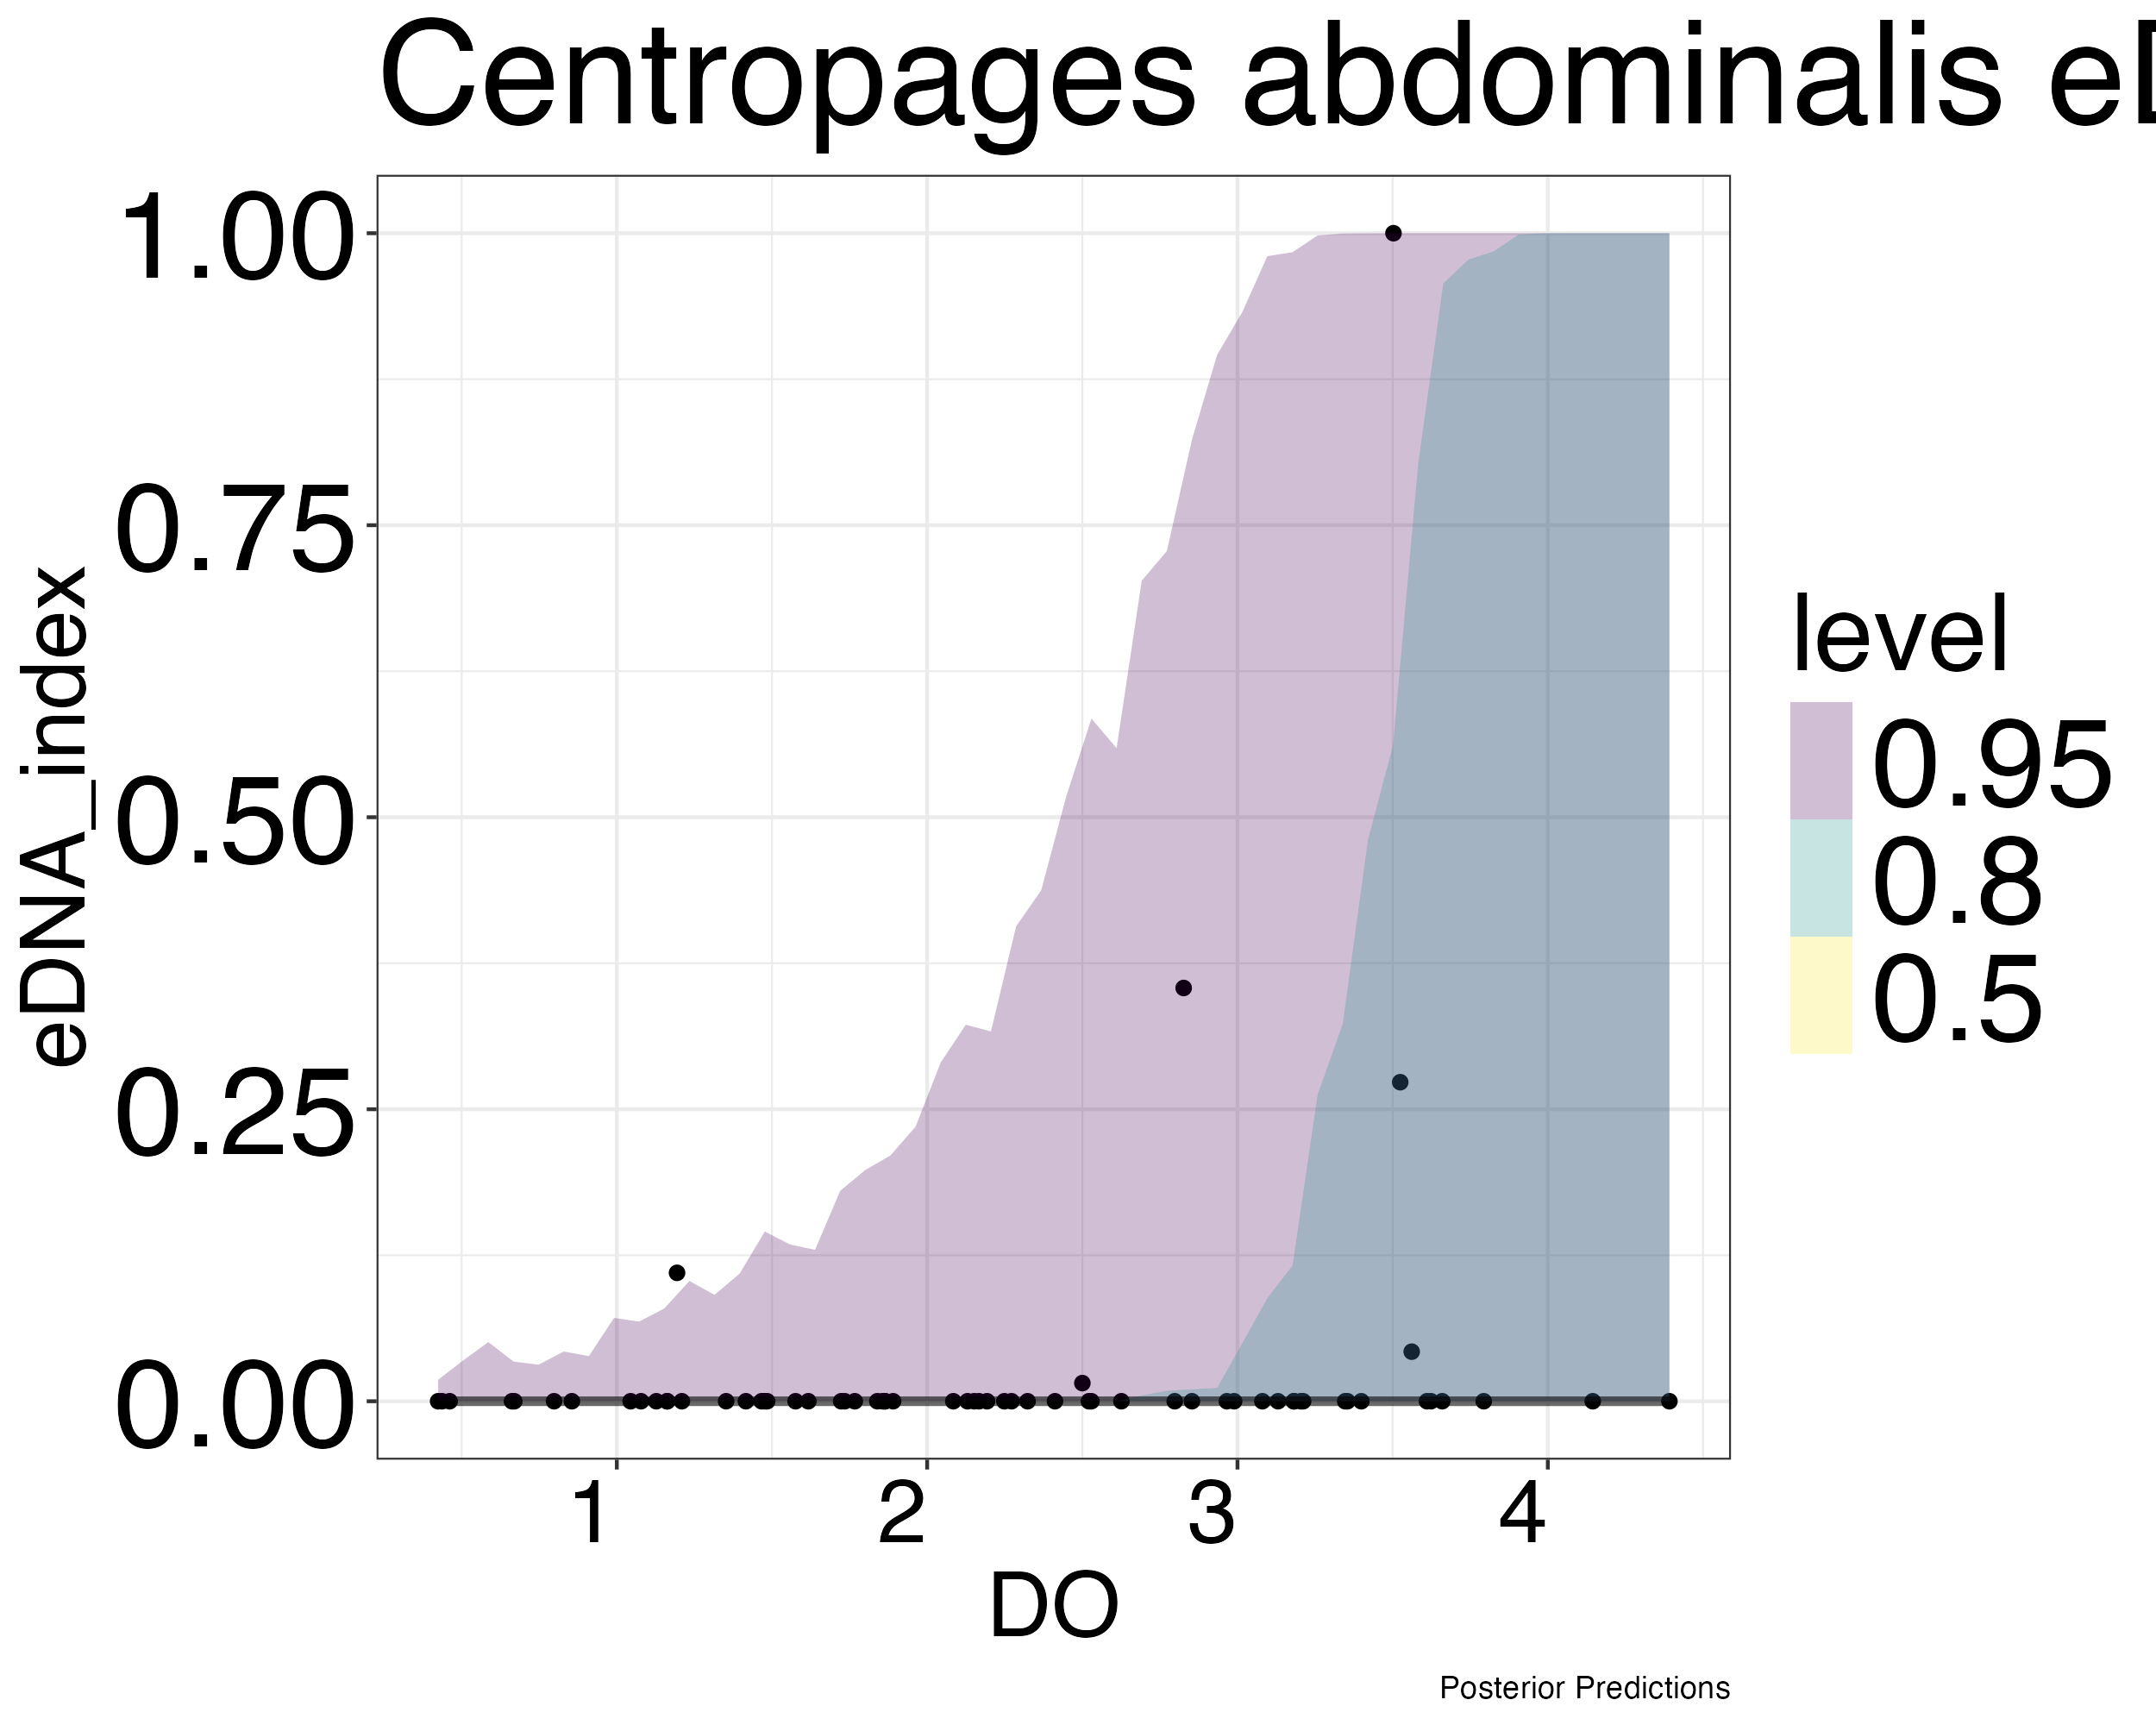 Centropages abdominalis
1.00
0.75
0.50
0.25
0.00
eDNA_index
1
2
3
4
DO
level
0.95
0.8
0.5
Posterior Predictions